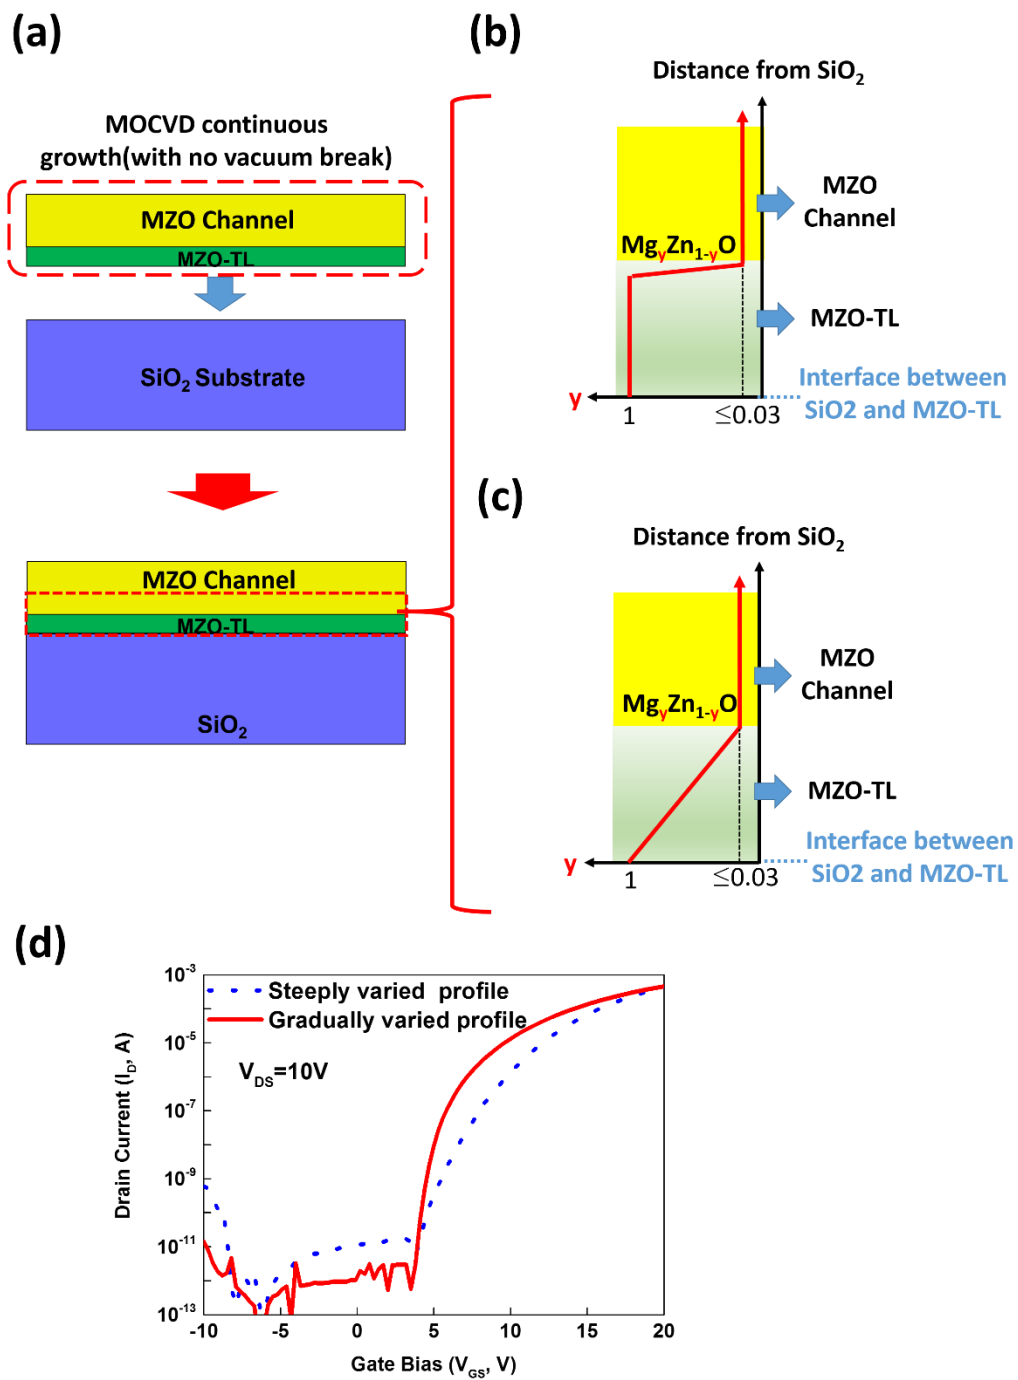 (a)
MOCVD continuous
growth(with no vacuum break)
MZO Channel
MZO-TL
SiO₂ Substrate
MZO Channel
MZO-TL
SiO₂
(b)
Distance from SiO₂
MZO
Channel
MgyZn1-yO
MZO-TL
Interface between
SiO2 and MZO-TL
y
1
≤0.03
(c)
Distance from SiO₂
MZO
Channel
MgyZn1-yO
MZO-TL
Interface between
SiO2 and MZO-TL
y
1
≤0.03
(d)
Steeply varied profile
Gradually varied profile
VDS=10V
Drain Current (ID, A)
10⁻³
10⁻⁵
10⁻⁷
10⁻⁹
10⁻¹¹
10⁻¹³
-10 -5 0 5 10 15 20
Gate Bias (VGS, V)